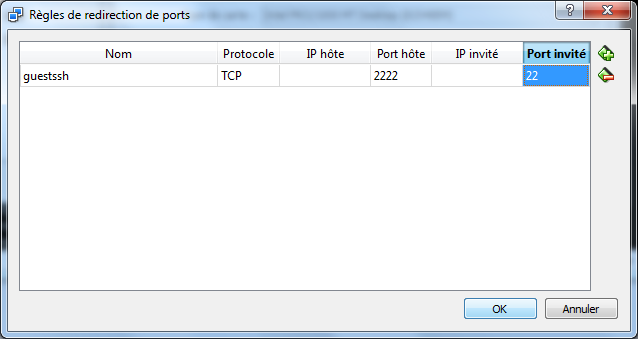 Règles de redirection de ports
Nom Protocole IP hôte Port hôte IP invité Port invité
guestssh TCP 2222 22
OK Annuler